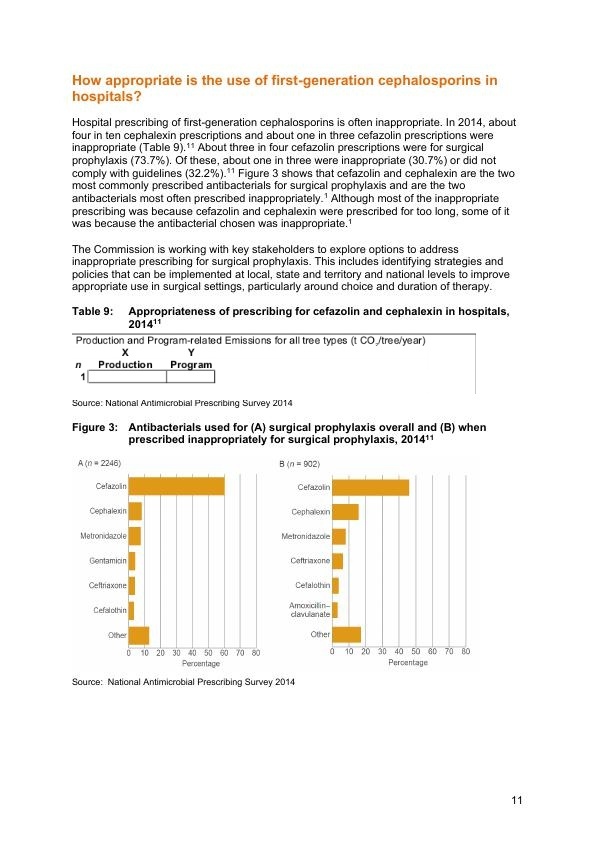 How appropriate is the use of first-generation cephalosporins in
hospitals?
Hospital prescribing of first-generation cephalosporins is often inappropriate. In 2014, about
four in ten cephalexin prescriptions and about one in three cefazolin prescriptions were
inappropriate (Table 9).¹¹ About three in four cefazolin prescriptions were for surgical
prophylaxis (73.7%). Of these, about one in three were inappropriate (30.7%) or did not
comply with guidelines (32.2%).¹¹ Figure 3 shows that cefazolin and cephalexin are the two
most commonly prescribed antibacterials for surgical prophylaxis and are the two
antibacterials most often prescribed inappropriately.¹ Although most of the inappropriate
prescribing was because cefazolin and cephalexin were prescribed for too long, some of it
was because the antibacterial chosen was inappropriate.¹
The Commission is working with key stakeholders to explore options to address
inappropriate prescribing for surgical prophylaxis. This includes identifying strategies and
policies that can be implemented at local, state and territory and national levels to improve
appropriate use in surgical settings, particularly around choice and duration of therapy.
Table 9: Appropriateness of prescribing for cefazolin and cephalexin in hospitals,
2014¹¹
Production and Program-related Emissions for all tree types (t CO₂/tree/year)
X Y
n Production Program
1
Source: National Antimicrobial Prescribing Survey 2014
Figure 3: Antibacterials used for (A) surgical prophylaxis overall and (B) when
prescribed inappropriately for surgical prophylaxis, 2014¹¹
A (n = 2246)
Cefazolin
Cephalexin
Metronidazole
Gentamicin
Ceftriaxone
Cefalothin
Other
0 10 20 30 40 50 60 70 80
Percentage
B (n = 902)
Cefazolin
Cephalexin
Metronidazole
Ceftriaxone
Cefalothin
Amoxicillin–
clavulanate
Other
0 10 20 30 40 50 60 70 80
Percentage
Source: National Antimicrobial Prescribing Survey 2014
11